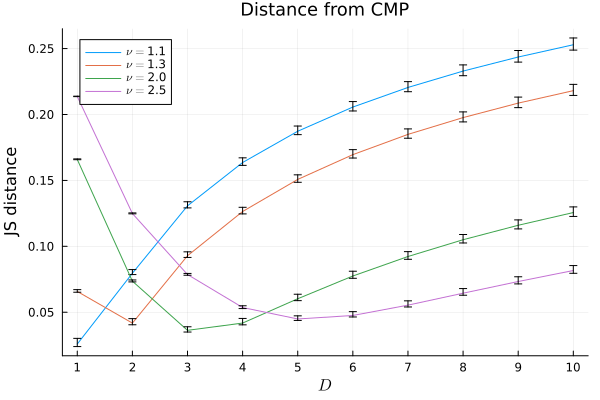 Distance from CMP
JS distance
0.25
0.20
0.15
0.10
0.05
ν = 1.1
ν = 1.3
ν = 2.0
ν = 2.5
1 2 3 4 5 6 7 8 9 10
D